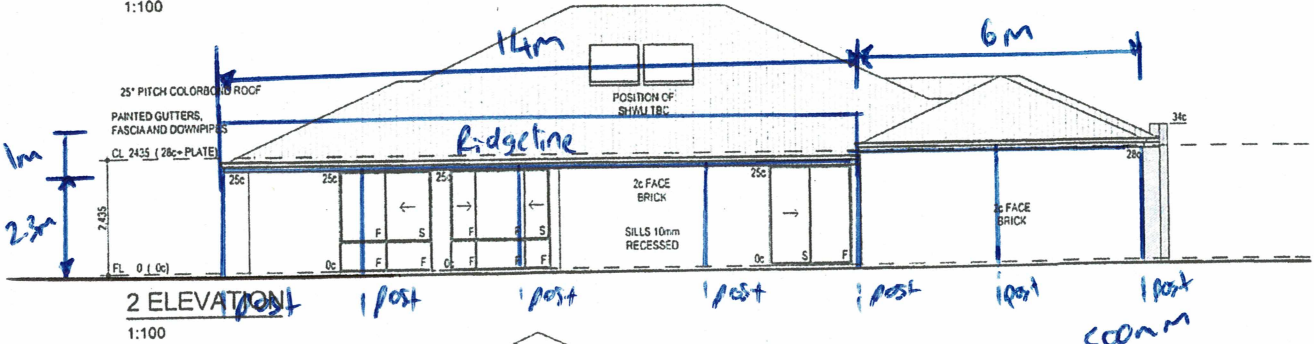 1:100
14m
6m
25° PITCH COLORBOND ROOF
POSITION OF
SHWU TBC
PAINTED GUTTERS,
FASCIA AND DOWNPIPES
34c
1m
Ridgeline
CL 2435 ( 28c+ PLATE)
28c
25c
25c
25c
25c
2c FACE
BRICK
2c FACE
BRICK
2.3m
2,435
SILLS 10mm
RECESSED
F S F F S
S F
FL 0 ( 0c)
0c F F 0c F F F
0c
2 ELEVATION
1 post 1 post 1 post 1 post 1 post 1 post 1 post
1:100
500mm